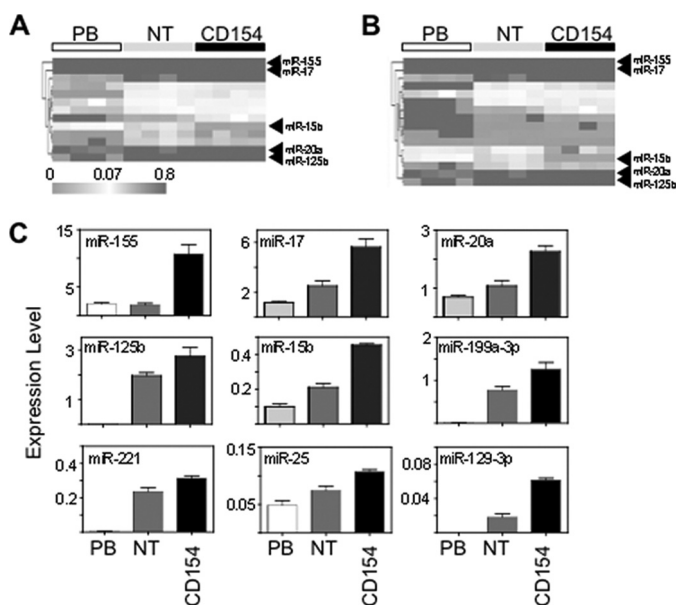 A
PB NT CD154
miR-155
miR-17
miR-15b
miR-20a
miR-125b
0 0.07 0.8
B
PB NT CD154
miR-155
miR-17
miR-15b
miR-20a
miR-125b
C
Expression Level
miR-155
15
5
miR-17
6
2
miR-20a
3
1
miR-125b
3
1
miR-15b
0.4
0.2
miR-199a-3p
2
1
miR-221
0.4
0.2
miR-25
0.15
0.05
miR-129-3p
0.08
0.04
PB NT CD154
PB NT CD154
PB NT CD154